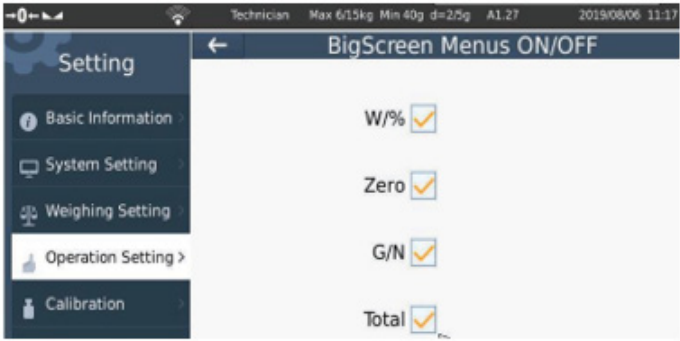 →0← Technician Max 6/15kg Min 40g d=2/5g A1.27 2019/08/06 11:17
Setting
← BigScreen Menus ON/OFF
Basic Information >
System Setting >
Weighing Setting >
Operation Setting >
Calibration >
W/%
Zero
G/N
Total